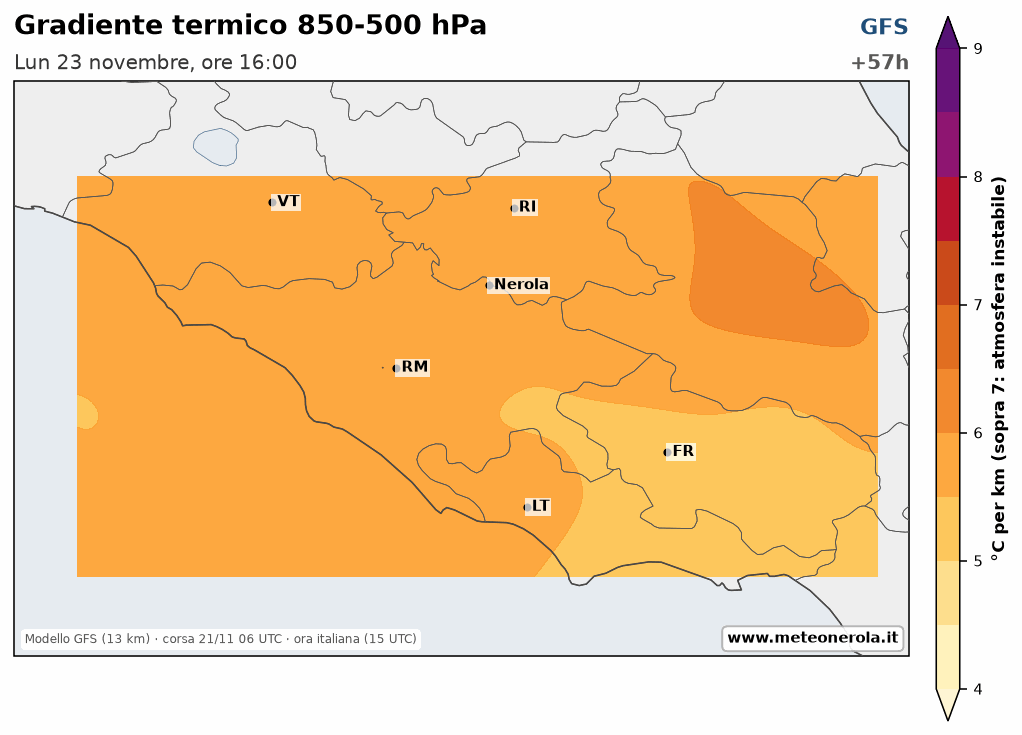 Gradiente termico 850-500 hPa
GFS
Lun 23 novembre, ore 16:00
+57h
VT
RI
Nerola
RM
FR
LT
9
8
7
6
5
4
°C per km (sopra 7: atmosfera instabile)
Modello GFS (13 km) · corsa 21/11 06 UTC · ora italiana (15 UTC)
www.meteonerola.it